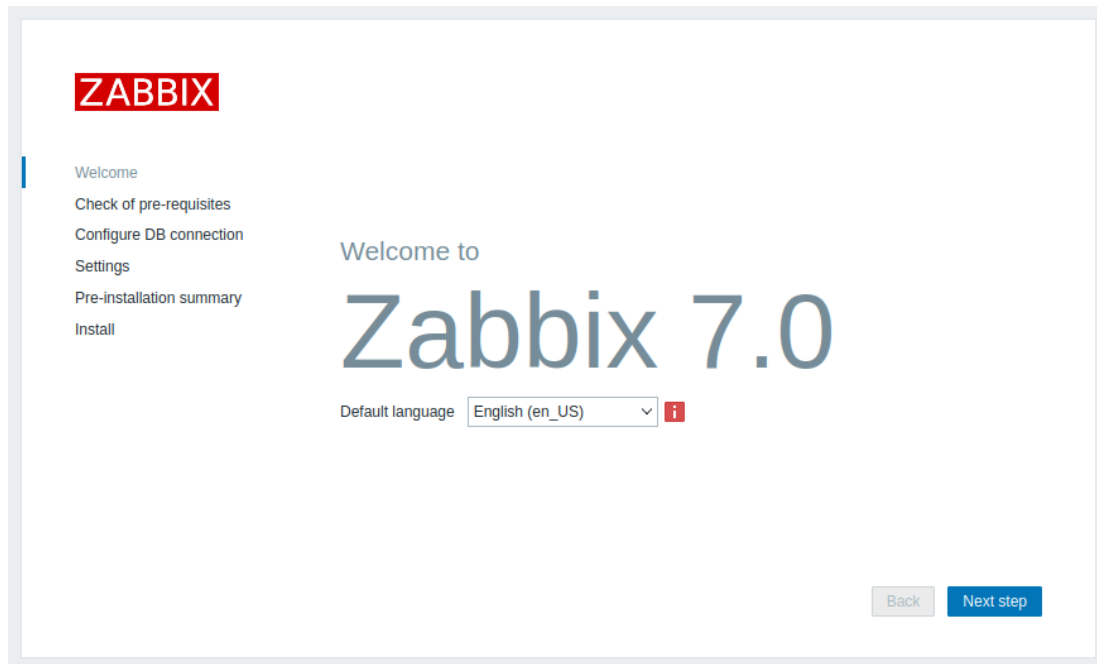 ZABBIX
Welcome
Check of pre-requisites
Configure DB connection
Settings
Pre-installation summary
Install
Welcome to
Zabbix 7.0
Default language English (en_US) i
Back Next step